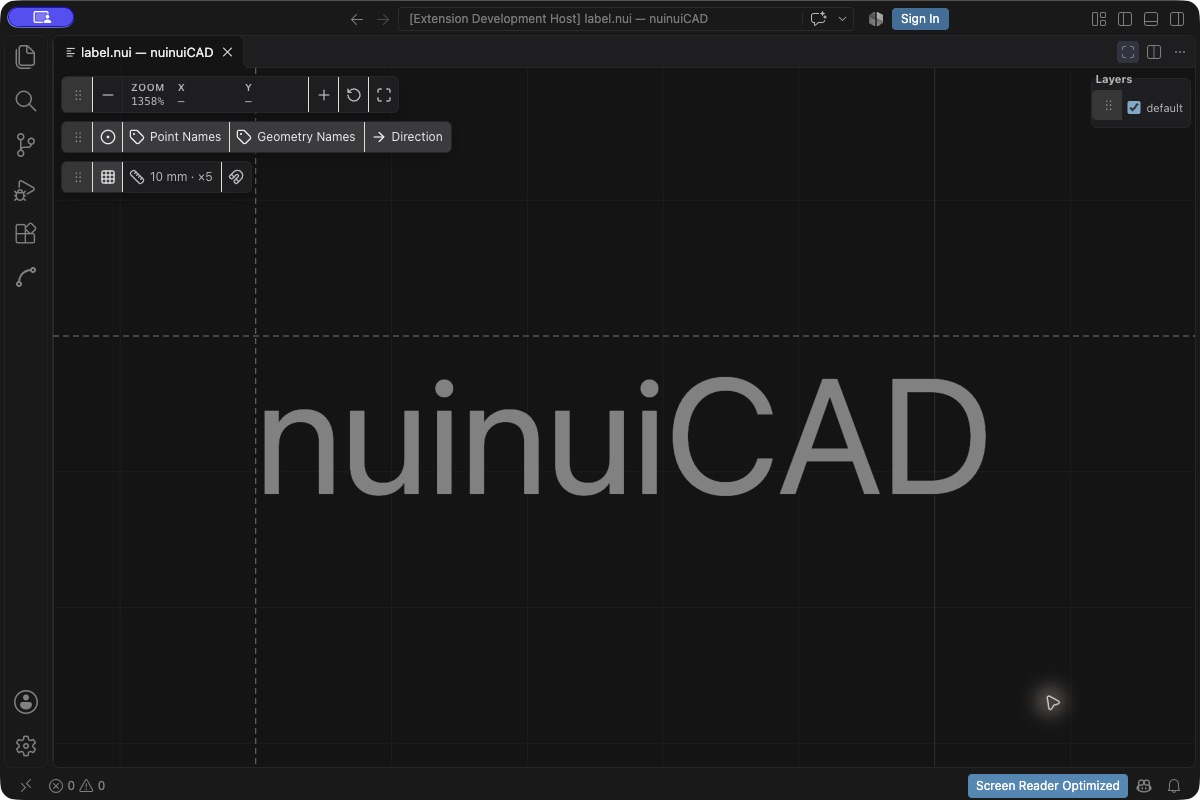 [Extension Development Host] label.nui — nuinuiCAD
Sign In
label.nui — nuinuiCAD
ZOOM X Y
1358% – –
Layers
default
Point Names Geometry Names Direction
10 mm · ×5
nuinuiCAD
0 0
Screen Reader Optimized